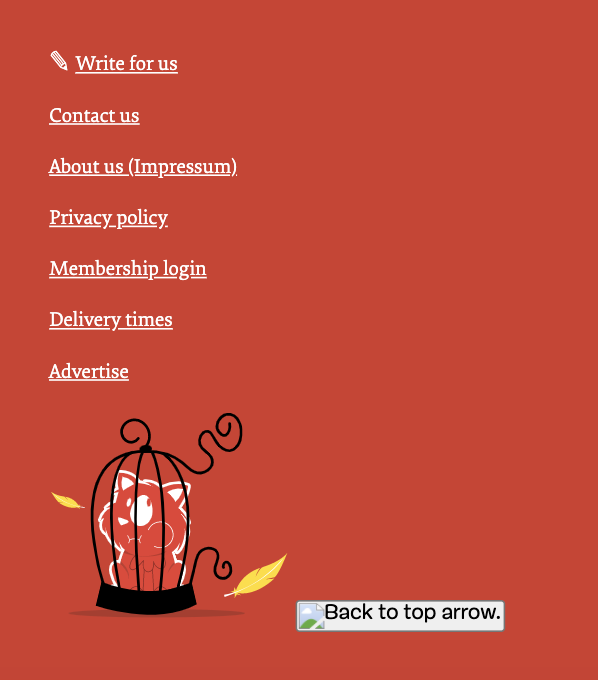 Write for us
Contact us
About us (Impressum)
Privacy policy
Membership login
Delivery times
Advertise
Back to top arrow.